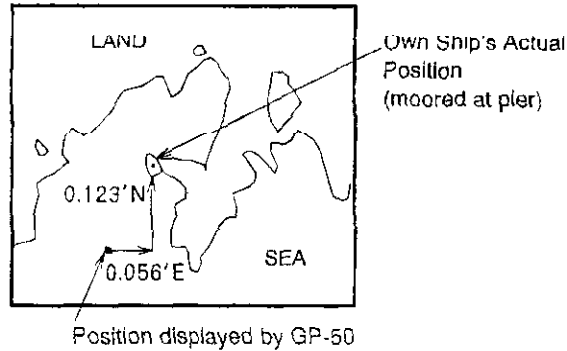 LAND
Own Ship's Actual
Position
(moored at pier)
0.123'N
0.056'E
SEA
Position displayed by GP-50